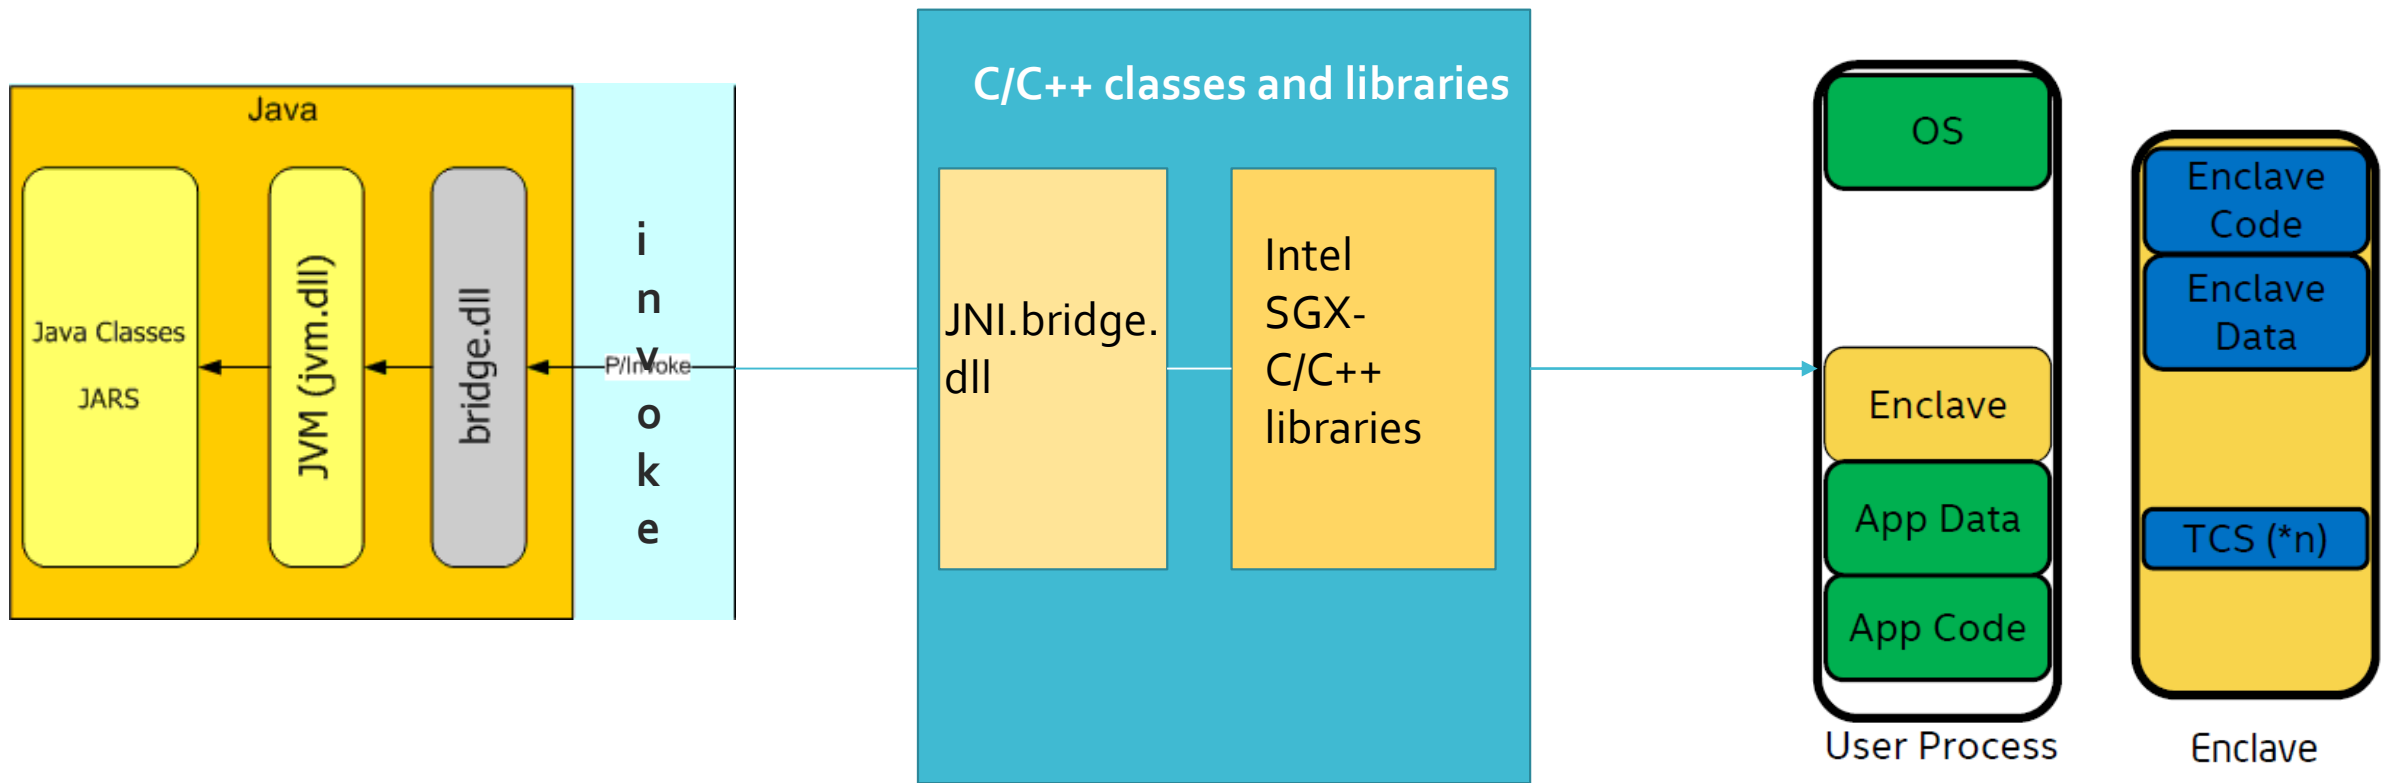 Java
Java Classes
JARS
JVM (jvm.dll)
bridge.dll
i
n
v
o
k
e
P/Invoke
C/C++ classes and libraries
JNI.bridge.
dll
Intel
SGX-
C/C++
libraries
OS
Enclave
App Data
App Code
User Process
Enclave
Code
Enclave
Data
TCS (*n)
Enclave